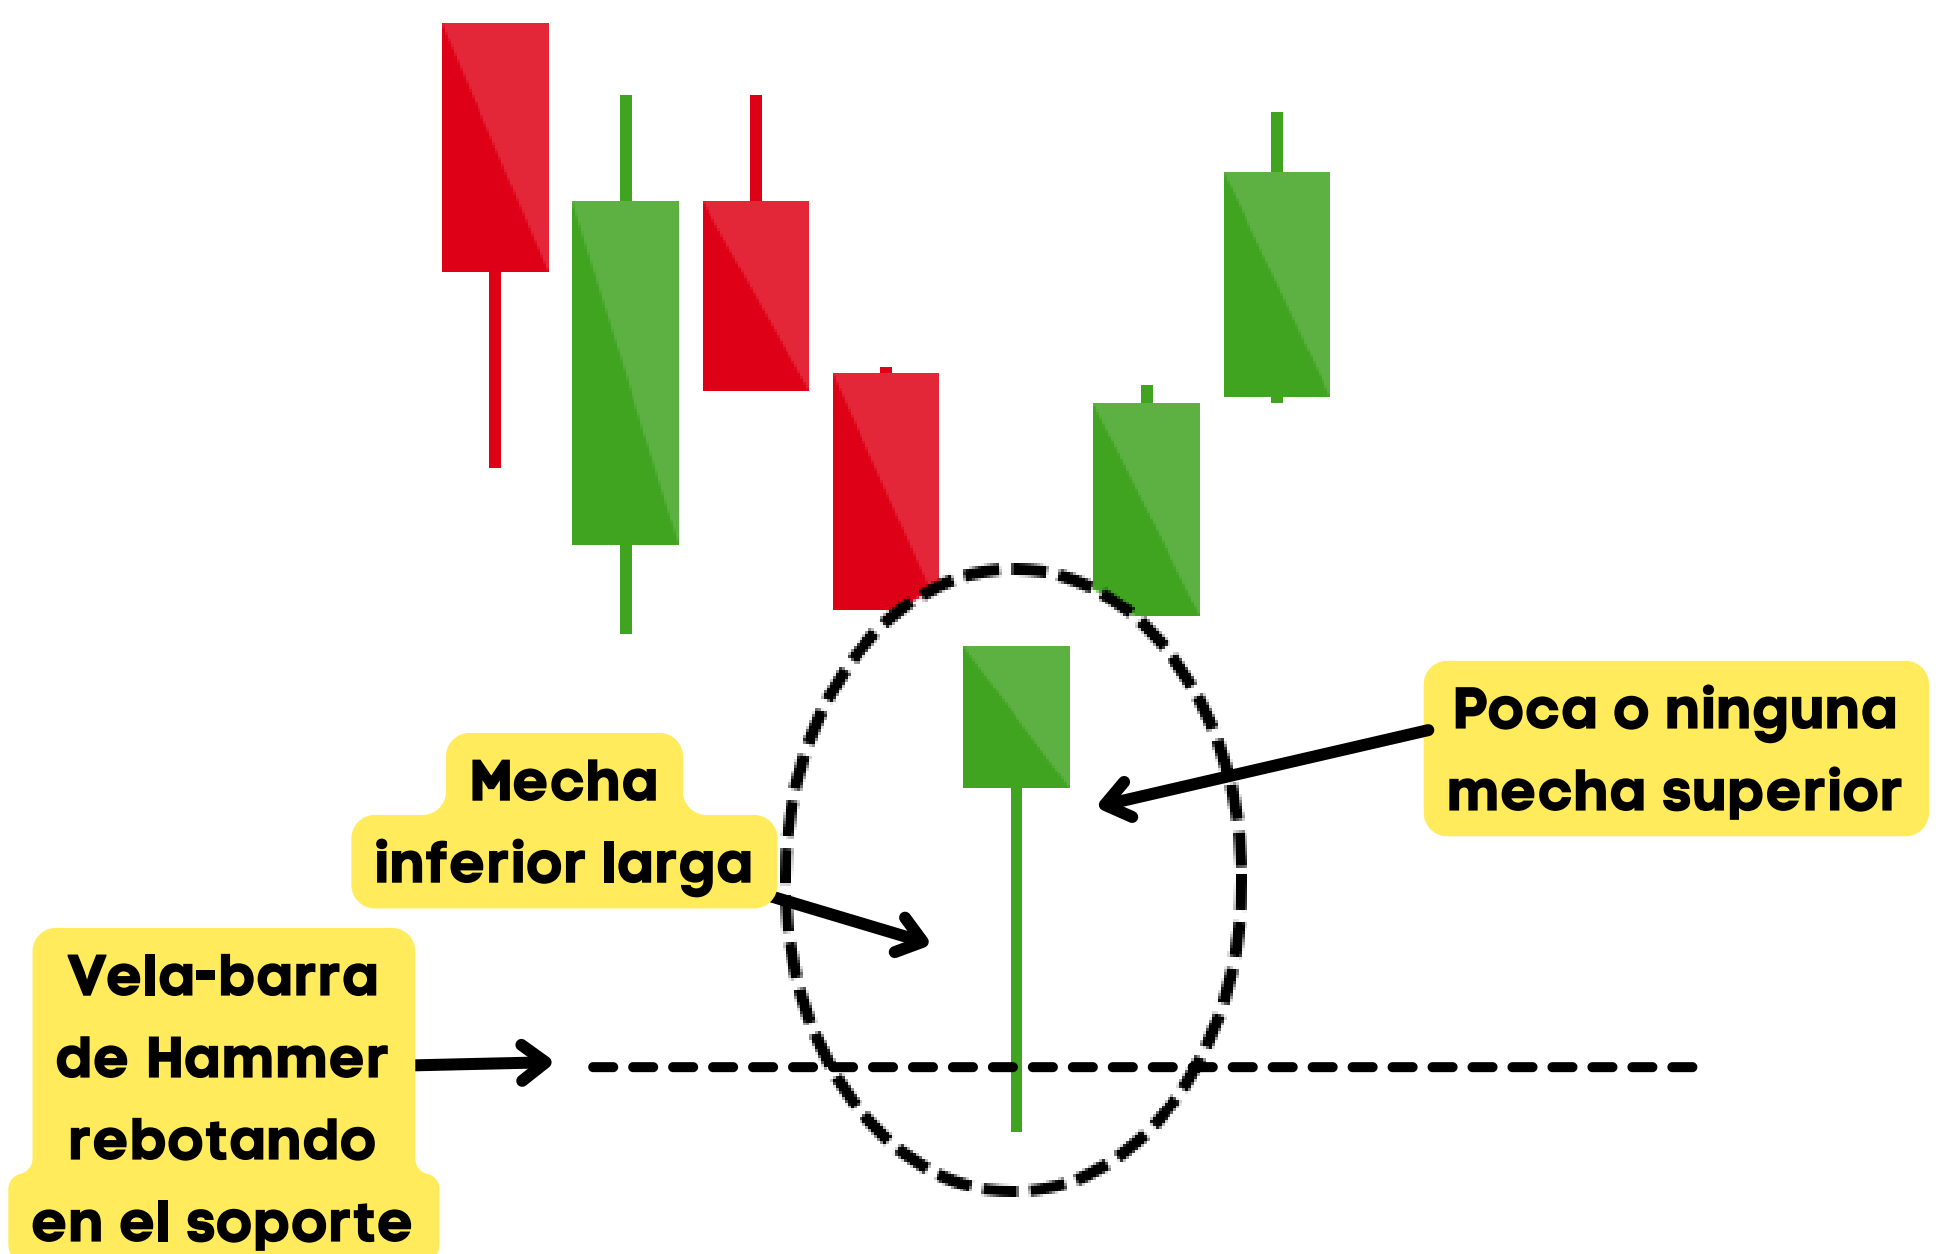 Poca o ninguna
mecha superior
Mecha
inferior larga
Vela-barra
de Hammer
rebotando
en el soporte